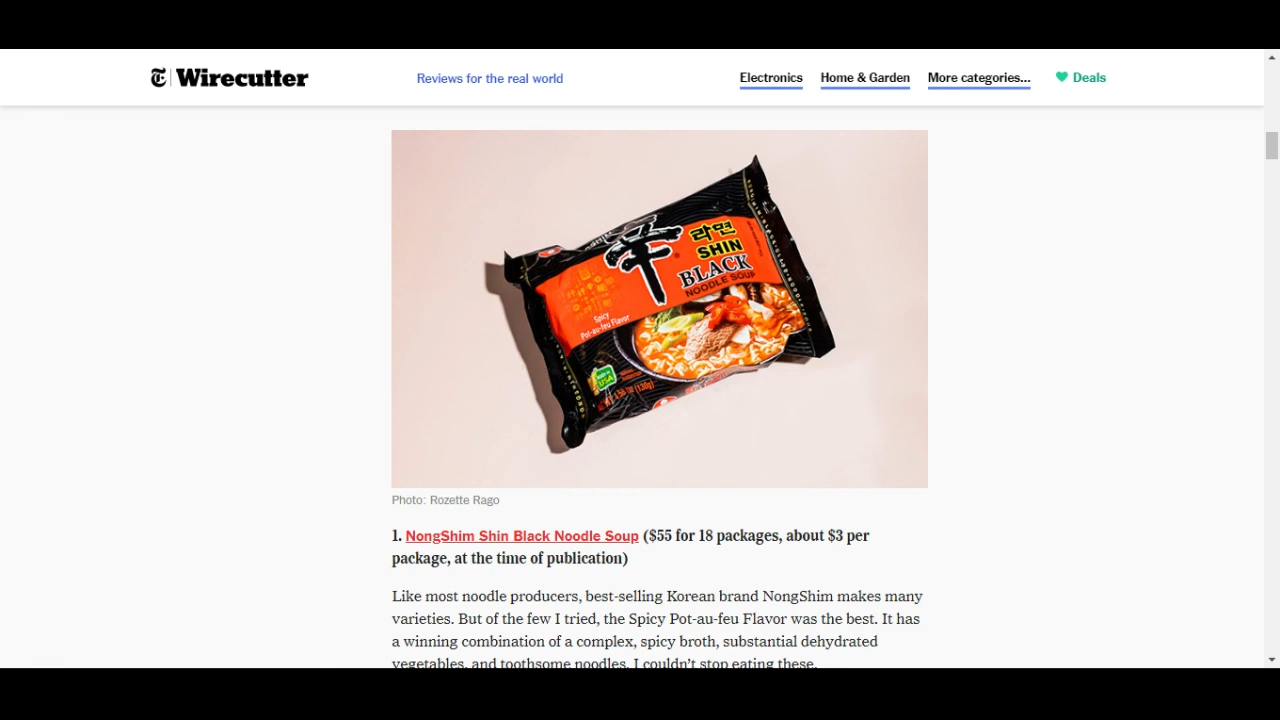 Wirecutter
Reviews for the real world
Electronics
Home & Garden
More categories...
Deals
辛
라면
SHIN
BLACK
NOODLE SOUP
Spicy
Pot-au-feu Flavor
USA
Photo: Rozette Rago
1. NongShim Shin Black Noodle Soup ($55 for 18 packages, about $3 per
package, at the time of publication)
Like most noodle producers, best-selling Korean brand NongShim makes many
varieties. But of the few I tried, the Spicy Pot-au-feu Flavor was the best. It has
a winning combination of a complex, spicy broth, substantial dehydrated
vegetables, and toothsome noodles. I couldn't stop eating these.